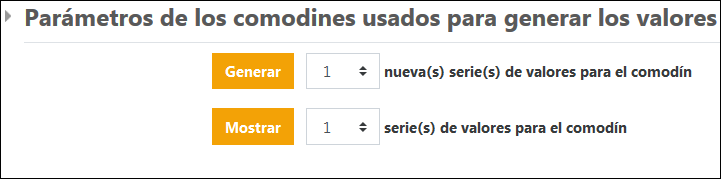 Parámetros de los comodines usados para generar los valores
Generar 1 nueva(s) serie(s) de valores para el comodín
Mostrar 1 serie(s) de valores para el comodín